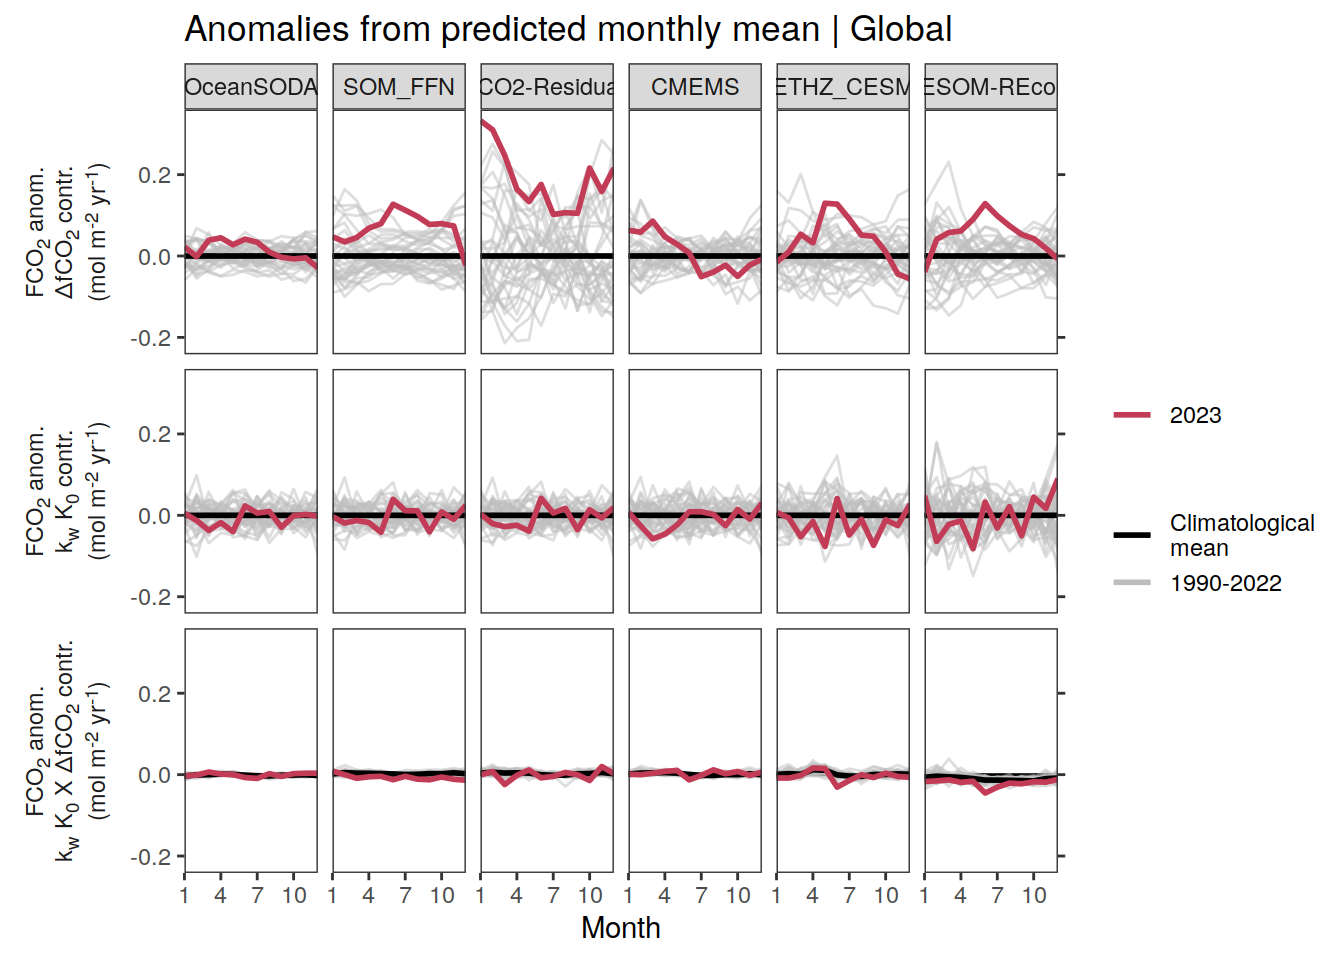 Anomalies from predicted monthly mean | Global
OceanSODA SOM_FFN CO2-Residua CMEMS ETHZ_CESM ESOM-REco
FCO2 anom.
ΔfCO2 contr.
(mol m-2 yr-1)
0.2
0.0
-0.2
FCO2 anom.
kw K0 contr.
(mol m-2 yr-1)
0.2
0.0
-0.2
FCO2 anom.
kw K0 X ΔfCO2 contr.
(mol m-2 yr-1)
0.2
0.0
-0.2
1 4 7 10 1 4 7 10 1 4 7 10 1 4 7 10 1 4 7 10 1 4 7 10
Month
2023
Climatological
mean
1990-2022